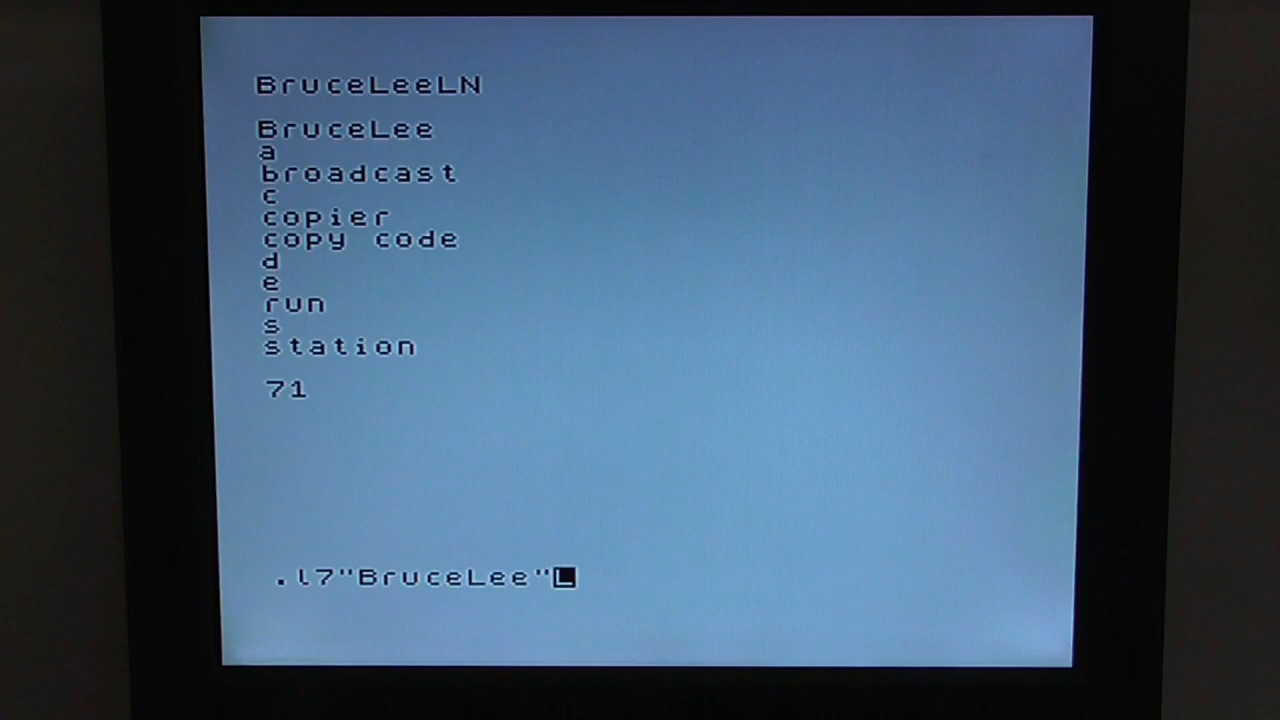 BruceLeeLN
BruceLee
a
broadcast
c
copier
copy code
d
e
run
s
station
71
.l7"BruceLee"L